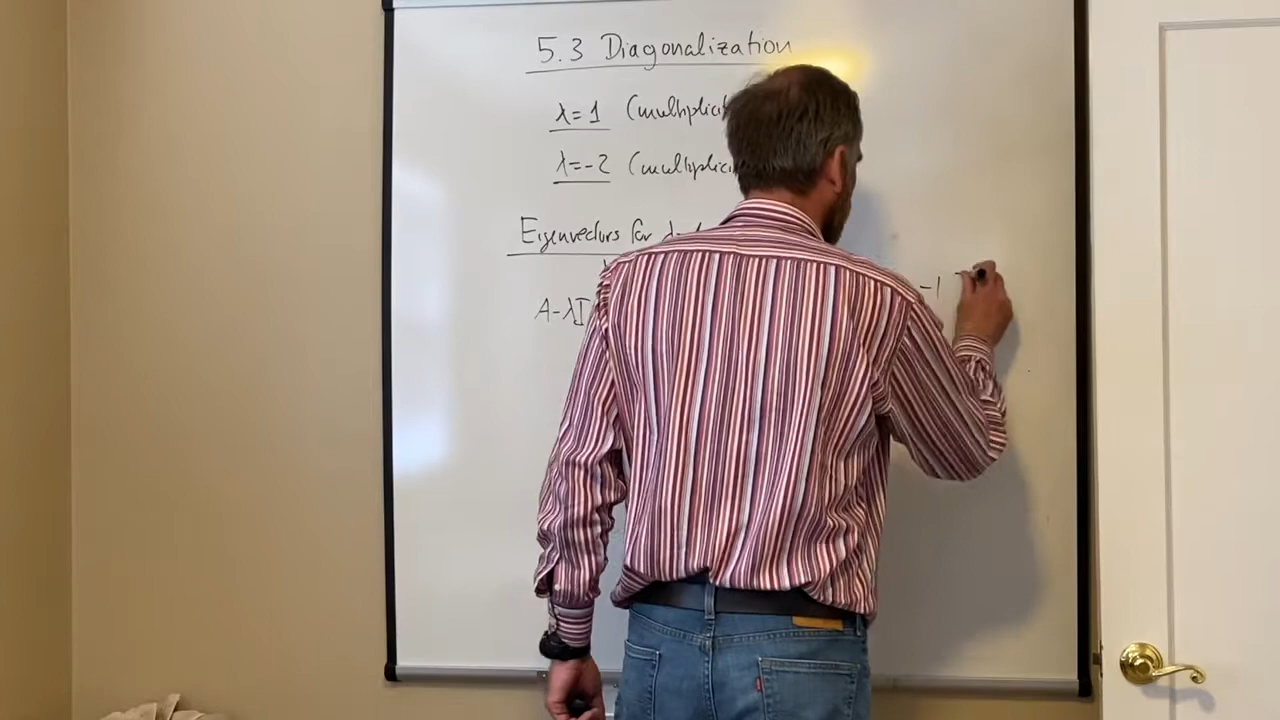 5.3 Diagonalization
λ=1 (multiplici
λ=-2 (multiplici
Eigenvectors for λ
A-λI
-1